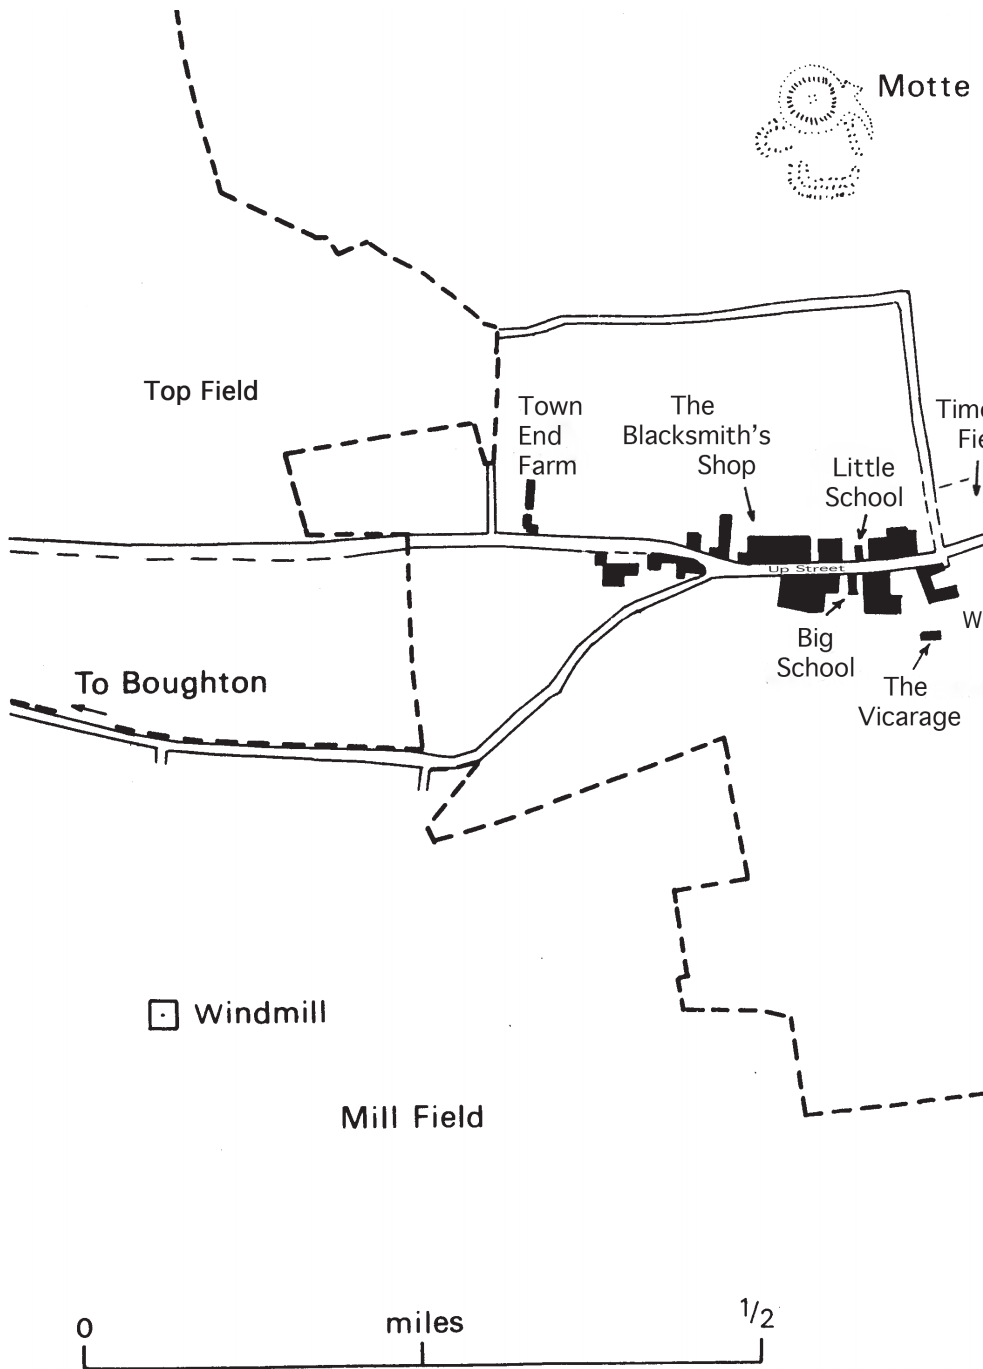 Motte
Top Field
Town
End
Farm
The
Blacksmith's
Shop
Little
School
Up Street
Big
School
The
Vicarage
To Boughton
Windmill
Mill Field
0
miles
1/2